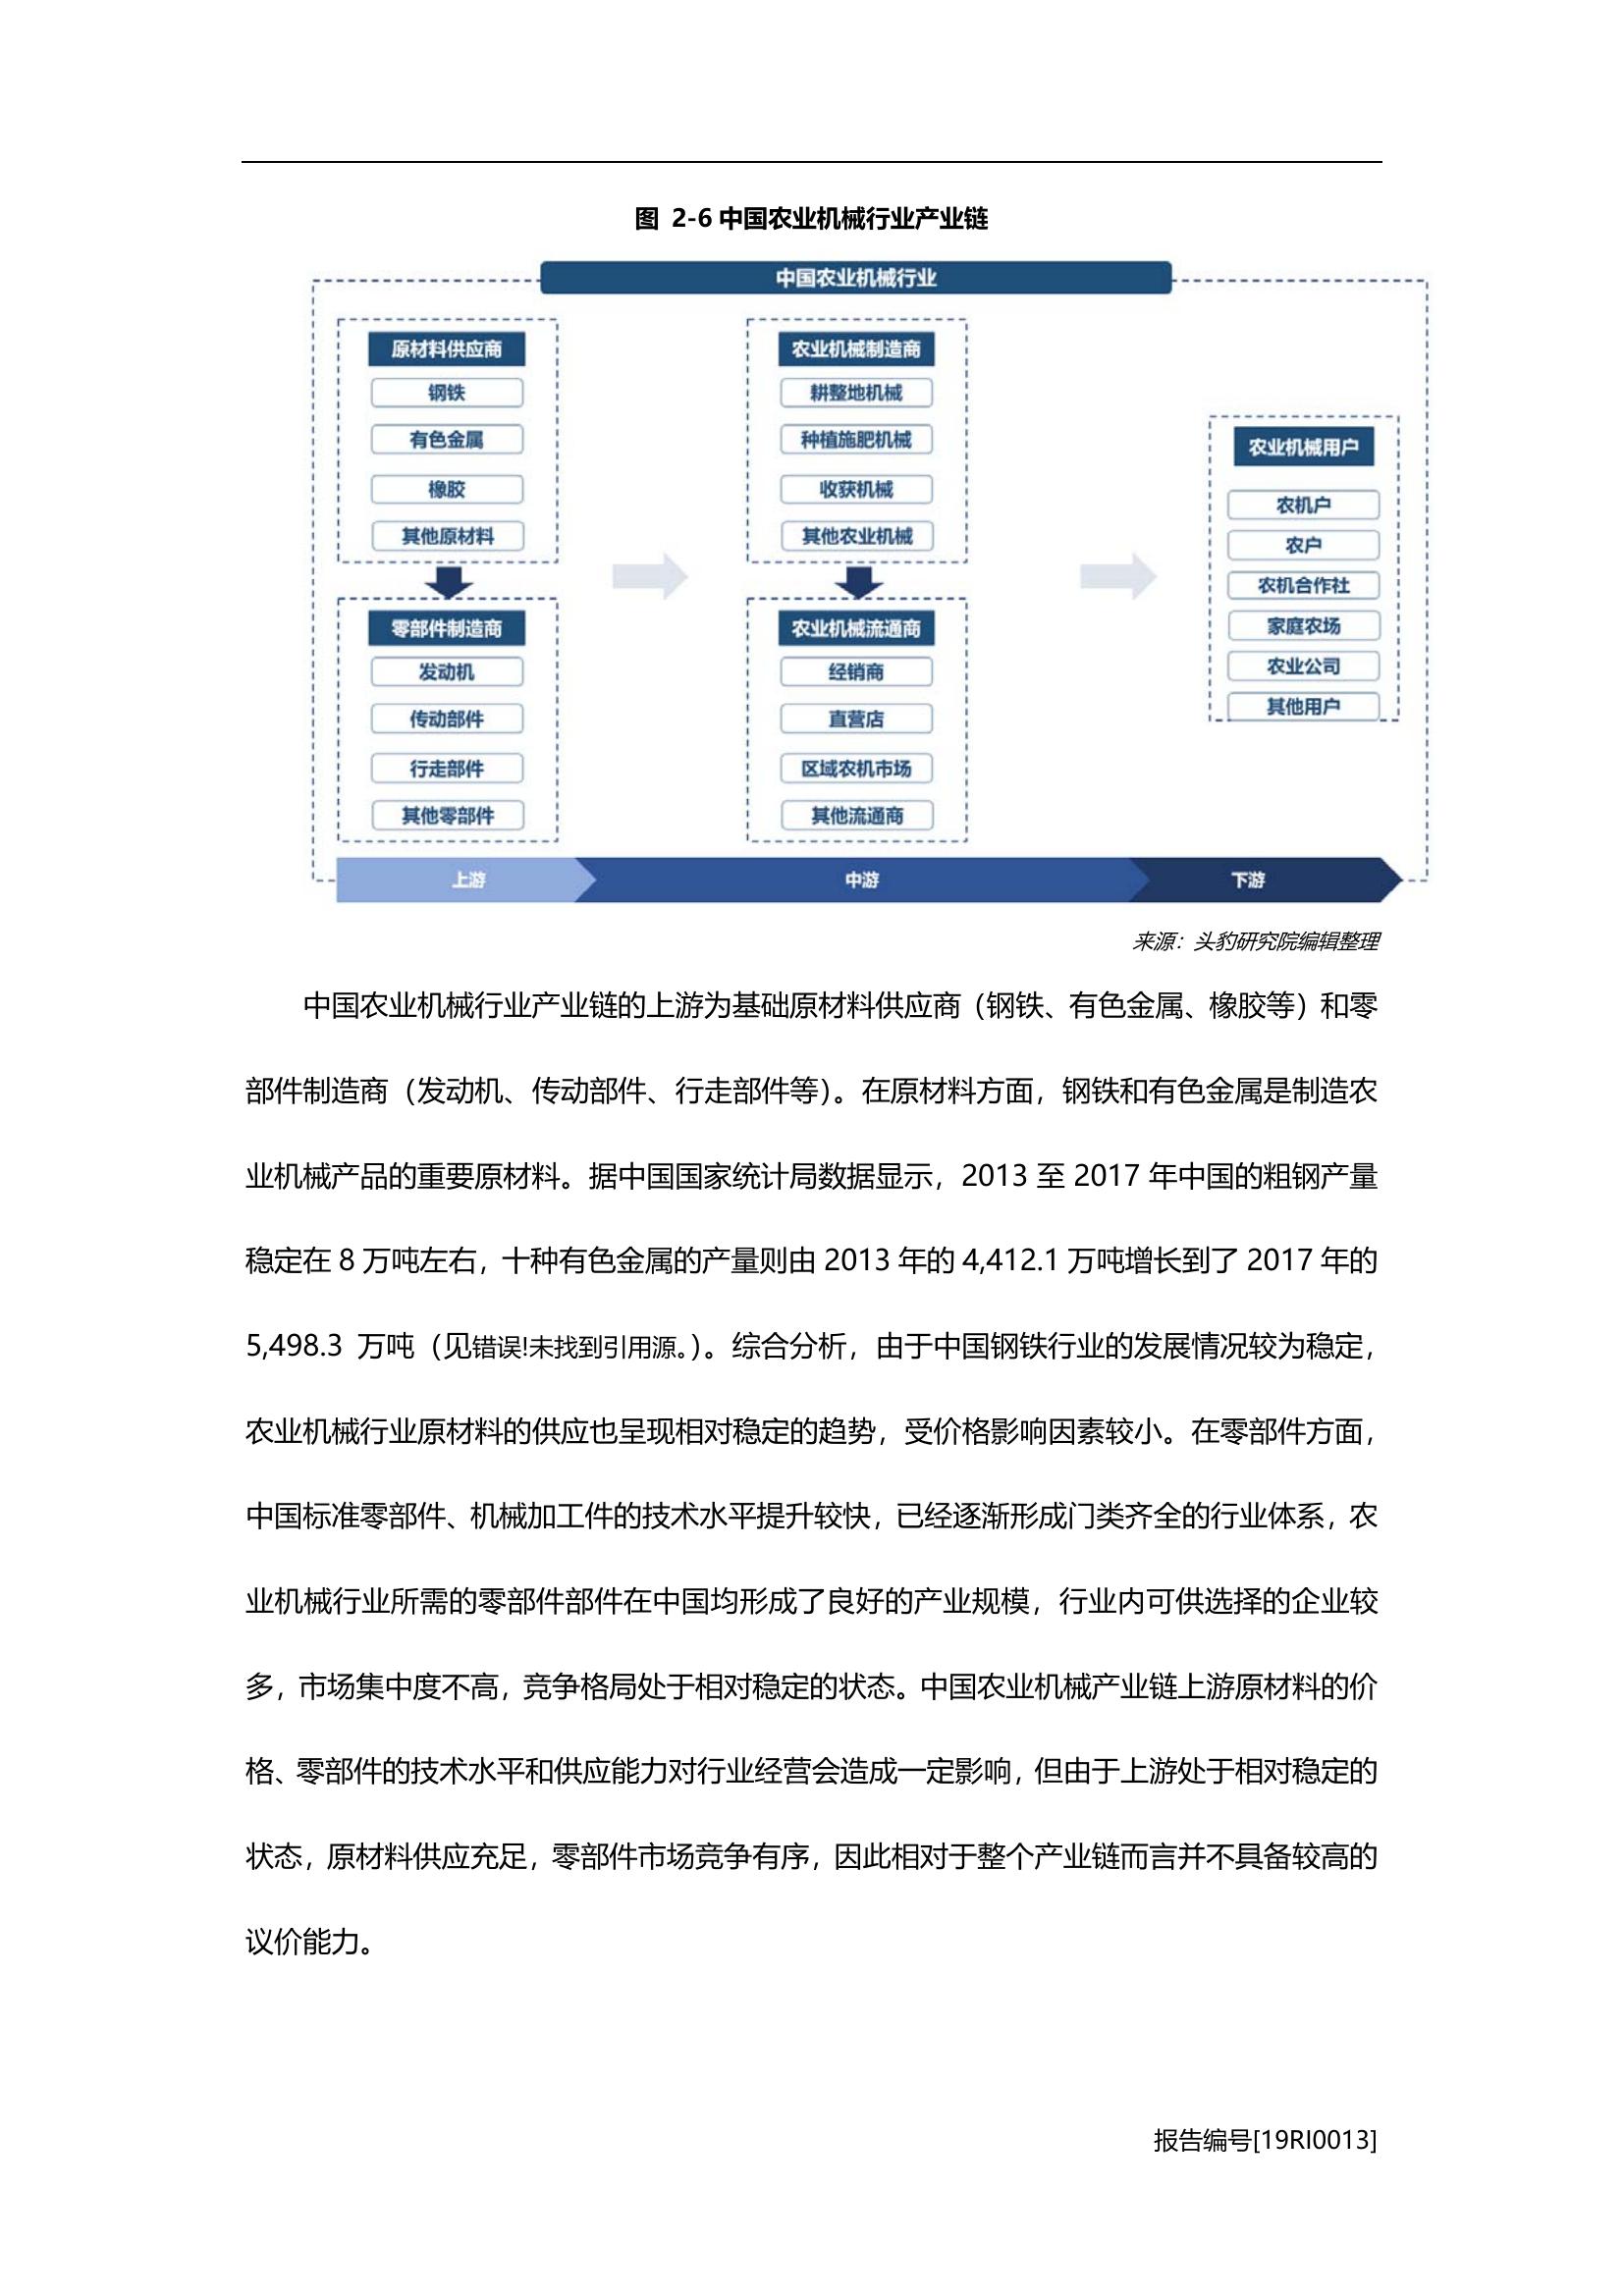 图 2-6 中国农业机械行业产业链
中国农业机械行业
原材料供应商
钢铁
有色金属
橡胶
其他原材料
零部件制造商
发动机
传动部件
行走部件
其他零部件
农业机械制造商
耕整地机械
种植施肥机械
收获机械
其他农业机械
农业机械流通商
经销商
直营店
区域农机市场
其他流通商
农业机械用户
农机户
农户
农机合作社
家庭农场
农业公司
其他用户
上游
中游
下游
来源：头豹研究院编辑整理
中国农业机械行业产业链的上游为基础原材料供应商（钢铁、有色金属、橡胶等）和零
部件制造商（发动机、传动部件、行走部件等）。在原材料方面，钢铁和有色金属是制造农
业机械产品的重要原材料。据中国国家统计局数据显示，2013 至 2017 年中国的粗钢产量
稳定在 8 万吨左右，十种有色金属的产量则由 2013 年的 4,412.1 万吨增长到了 2017 年的
5,498.3 万吨（见错误!未找到引用源。）。综合分析，由于中国钢铁行业的发展情况较为稳定，
农业机械行业原材料的供应也呈现相对稳定的趋势，受价格影响因素较小。在零部件方面，
中国标准零部件、机械加工件的技术水平提升较快，已经逐渐形成门类齐全的行业体系，农
业机械行业所需的零部件部件在中国均形成了良好的产业规模，行业内可供选择的企业较
多，市场集中度不高，竞争格局处于相对稳定的状态。中国农业机械产业链上游原材料的价
格、零部件的技术水平和供应能力对行业经营会造成一定影响，但由于上游处于相对稳定的
状态，原材料供应充足，零部件市场竞争有序，因此相对于整个产业链而言并不具备较高的
议价能力。
报告编号[19RI0013]